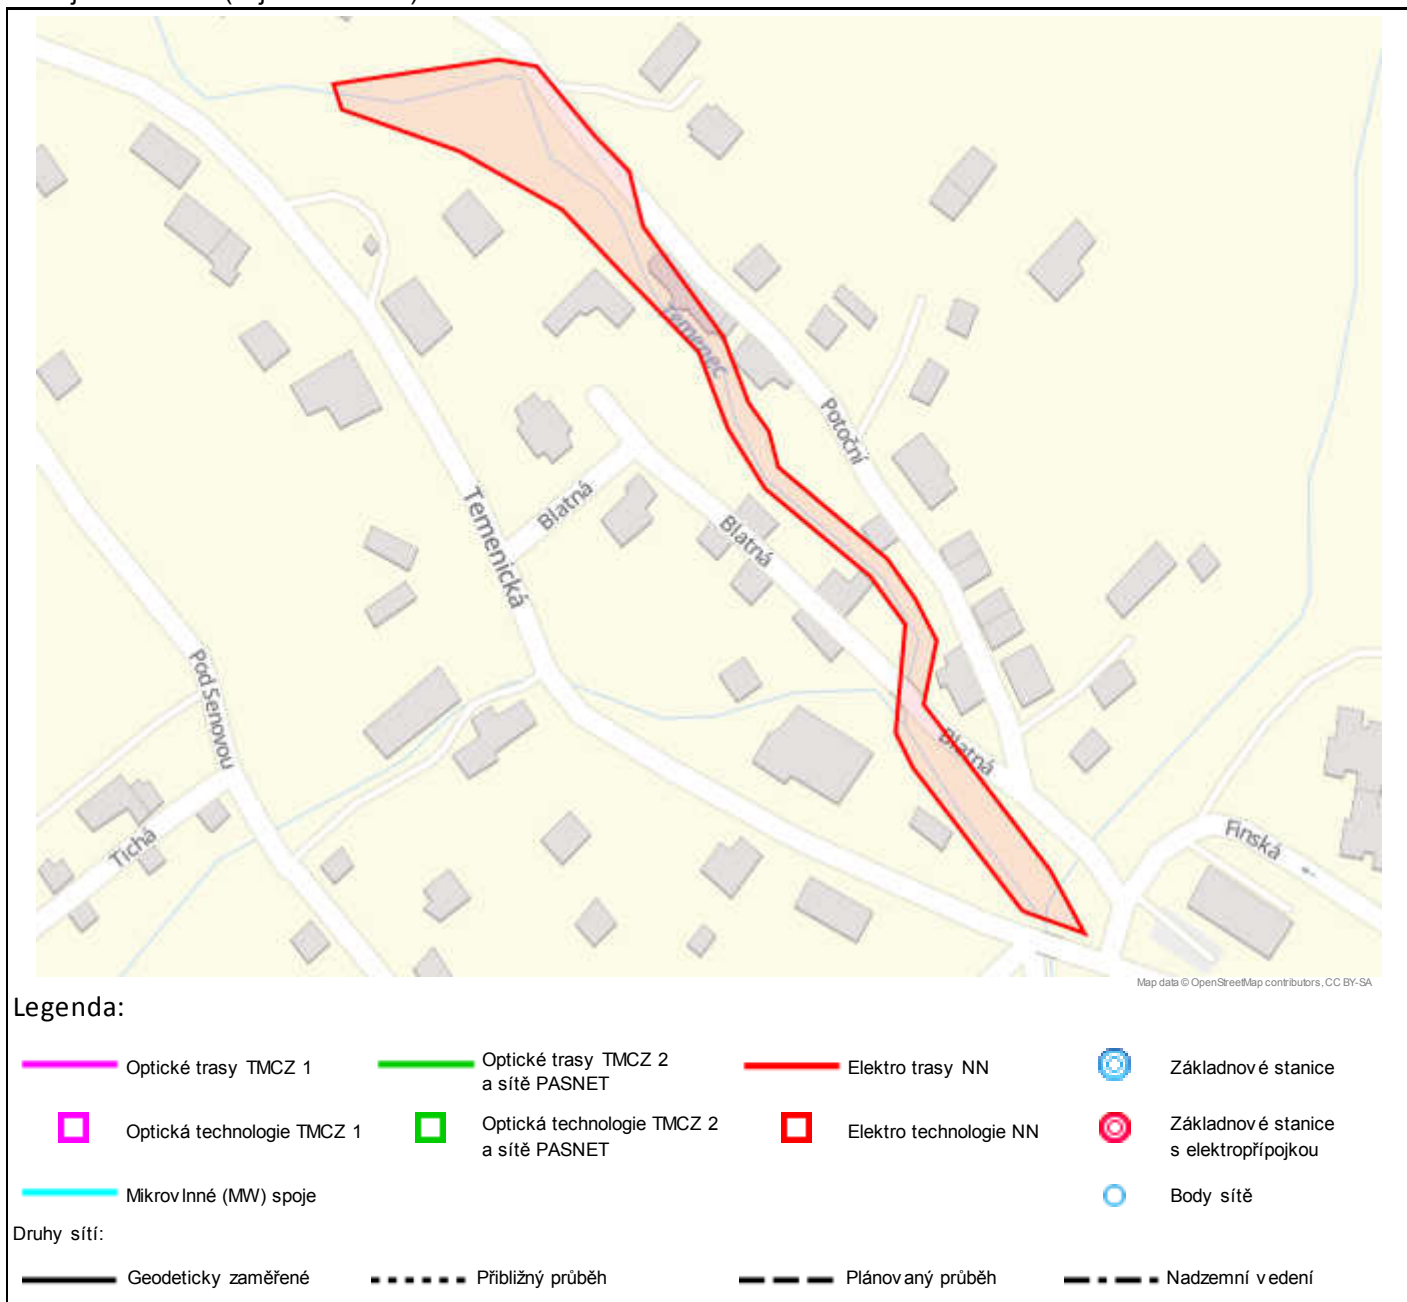 Temenec
Potoční
Blatná
Blatná
Temenická
Pod Senovou
Blatná
Tichá
Finská
Map data © OpenStreetMap contributors, CC BY-SA
Legenda:
Optické trasy TMCZ 1
Optické trasy TMCZ 2
a sítě PASNET
Elektro trasy NN
Základnové stanice
Optická technologie TMCZ 1
Optická technologie TMCZ 2
a sítě PASNET
Elektro technologie NN
Základnové stanice
s elektropřípojkou
Mikrovlnné (MW) spoje
Body sítě
Druhy sítí:
Geodeticky zaměřené
Přibližný průběh
Plánovaný průběh
Nadzemní vedení